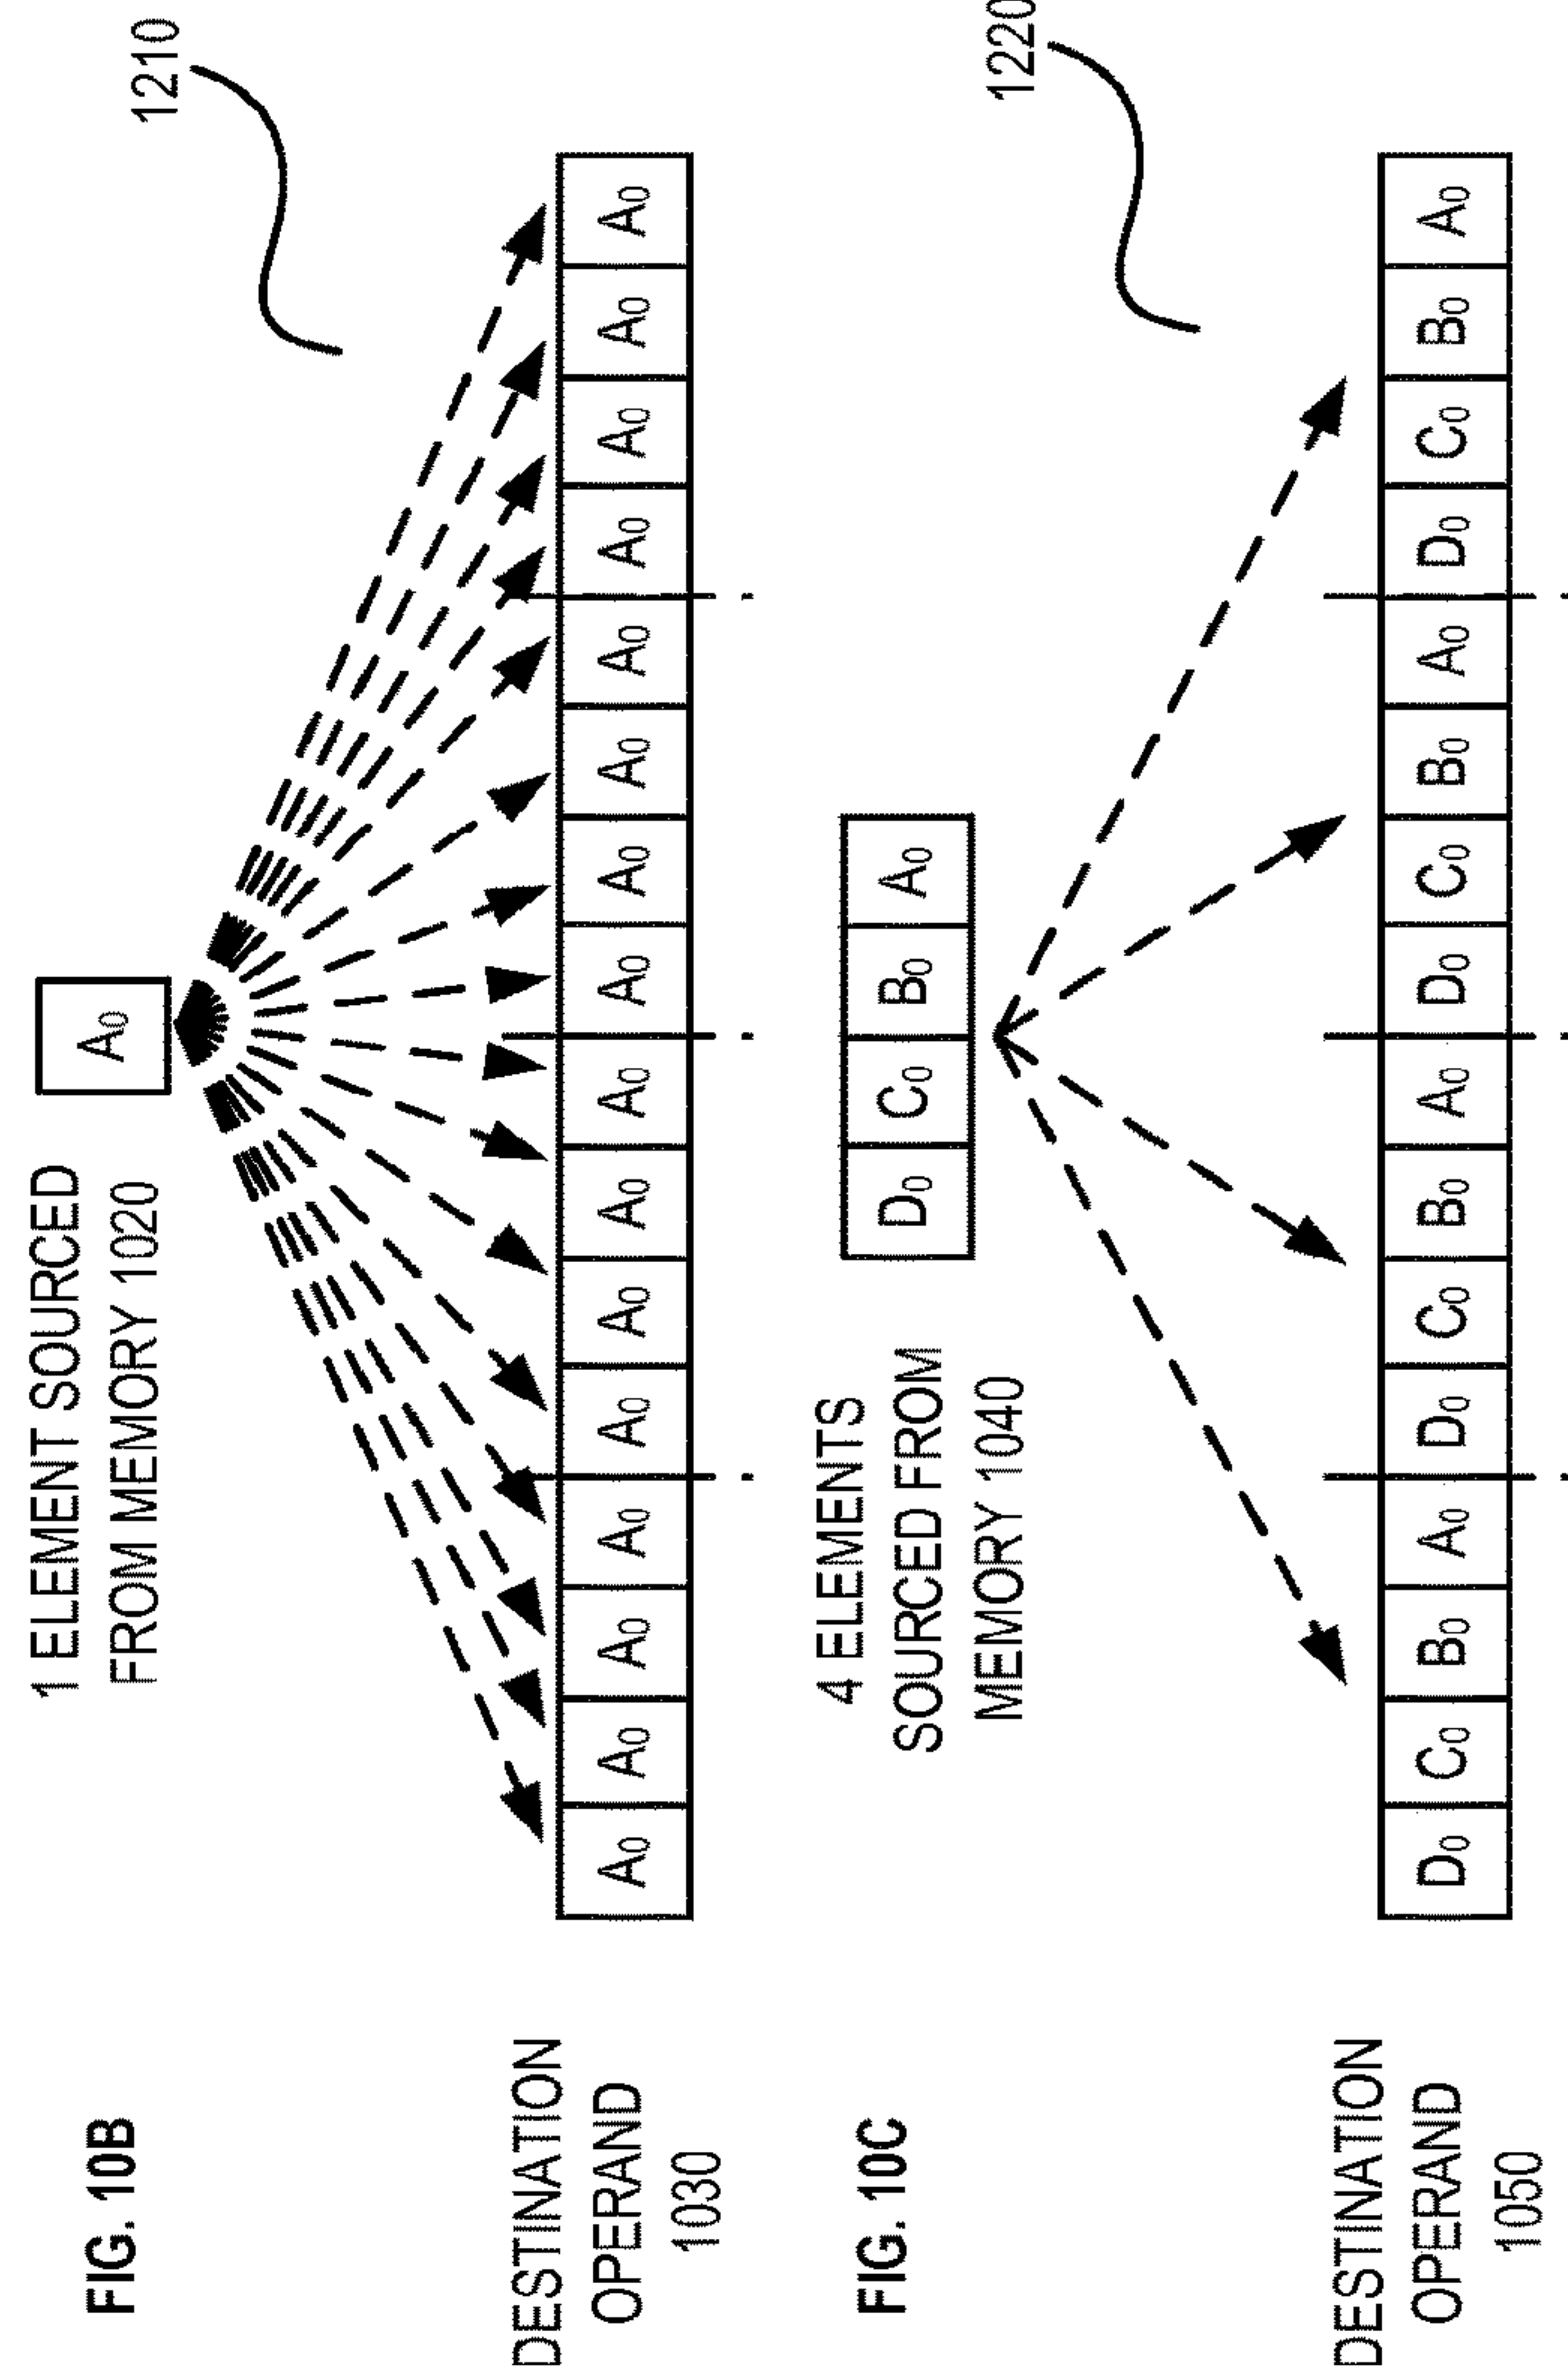 FIG. 10B
1 ELEMENT SOURCED
FROM MEMORY 1020
A₀
1210
DESTINATION
OPERAND
1030
A₀ A₀ A₀ A₀ A₀ A₀ A₀ A₀ A₀ A₀ A₀ A₀ A₀ A₀ A₀ A₀
FIG. 10C
4 ELEMENTS
SOURCED FROM
MEMORY 1040
D₀ C₀ B₀ A₀
1220
DESTINATION
OPERAND
1050
D₀ C₀ B₀ A₀ D₀ C₀ B₀ A₀ D₀ C₀ B₀ A₀ D₀ C₀ B₀ A₀